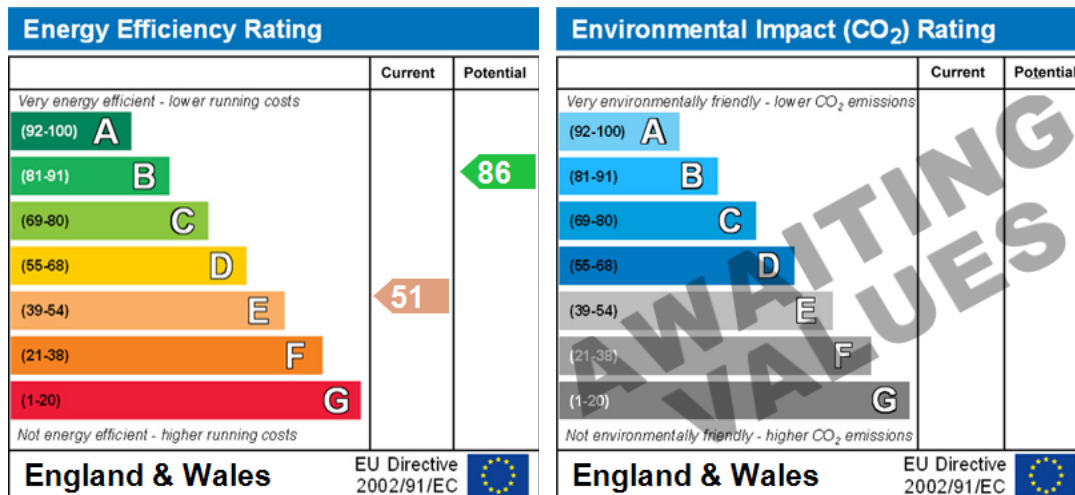 Energy Efficiency Rating
Current Potential
Very energy efficient - lower running costs
(92-100) A
(81-91) B
86
(69-80) C
(55-68) D
(39-54) E
51
(21-38) F
(1-20) G
Not energy efficient - higher running costs
England & Wales
EU Directive
2002/91/EC
Environmental Impact (CO2) Rating
Current Potential
Very environmentally friendly - lower CO2 emissions
(92-100) A
(81-91) B
(69-80) C
(55-68) D
(39-54) E
(21-38) F
(1-20) G
AWAITING
VALUES
Not environmentally friendly - higher CO2 emissions
England & Wales
EU Directive
2002/91/EC